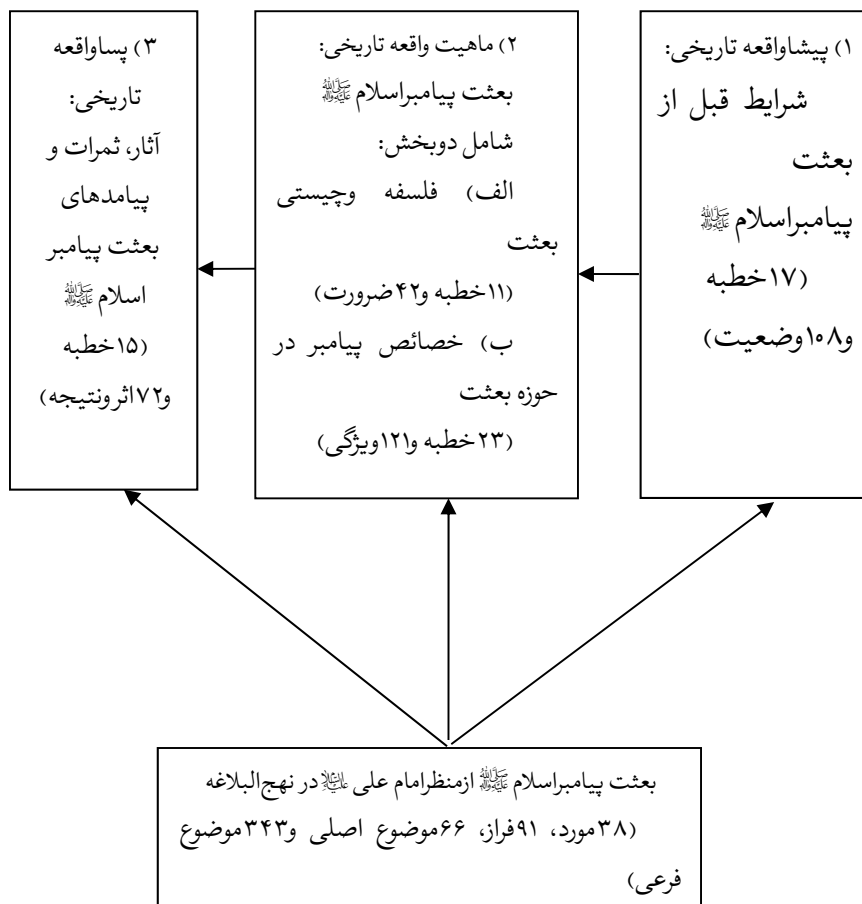 ۱) پیشاواقعه تاریخی:
شرایط قبل از
بعثت
پیامبراسلام ﷺ
(۱۷خطبه
و۱۰۸وضعیت)
۲) ماهیت واقعه تاریخی:
بعثت پیامبراسلام ﷺ
شامل دوبخش:
الف) فلسفه وچیستی
بعثت
(۱۱خطبه و۴۲ضرورت)
ب) خصائص پیامبر در
حوزه بعثت
(۲۳خطبه و۱۲۱ویژگی)
۳) پساواقعه
تاریخی:
آثار، ثمرات و
پیامدهای
بعثت پیامبر
اسلام ﷺ
(۱۵خطبه
و۷۲اثرونتیجه)
بعثت پیامبراسلام ﷺ ازمنظرامام علی علیه‌السلام در نهج‌البلاغه
(۳۸مورد، ۹۱فراز، ۶۶موضوع اصلی و۳۴۳موضوع
فرعی)